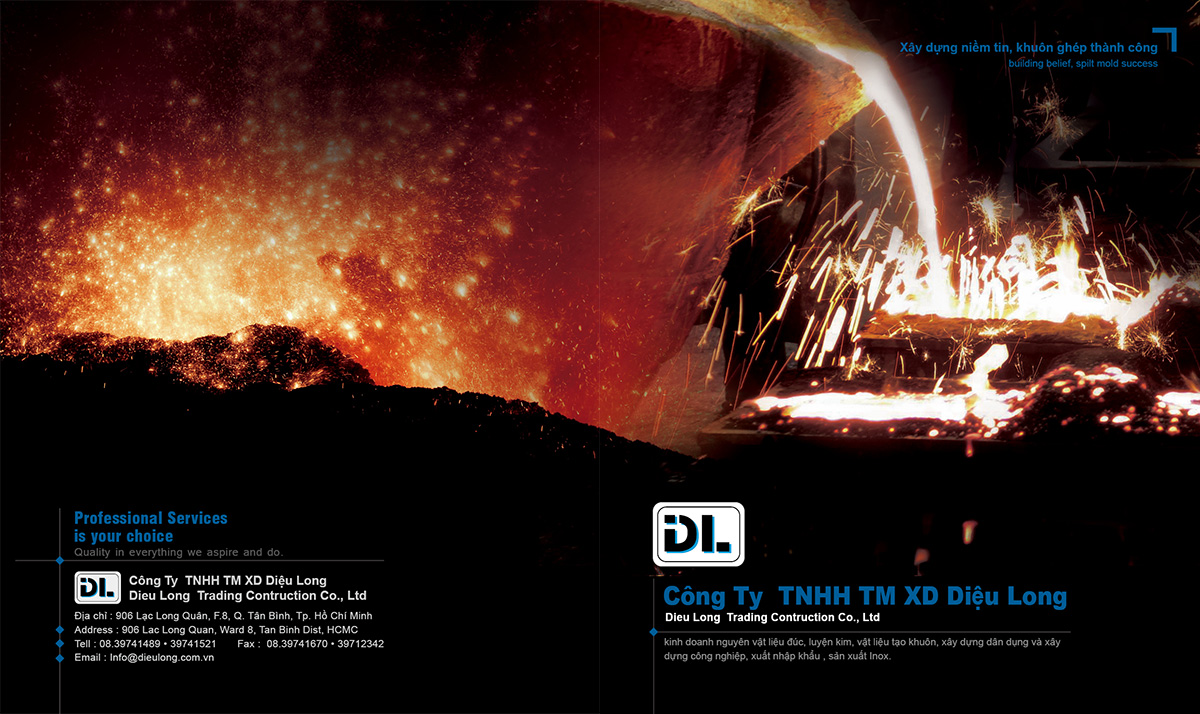 Xây dựng niềm tin, khuôn ghép thành công
building belief, spilt mold success
Professional Services
is your choice
Quality in everything we aspire and do.
DL
Công Ty TNHH TM XD Diệu Long
Dieu Long Trading Contruction Co., Ltd
Địa chỉ : 906 Lạc Long Quân, F.8, Q. Tân Bình, Tp. Hồ Chí Minh
Address : 906 Lac Long Quan, Ward 8, Tan Binh Dist, HCMC
Tell : 08.39741489 • 39741521 Fax : 08.39741670 • 39712342
Email : Info@dieulong.com.vn
DL
Công Ty TNHH TM XD Diệu Long
Dieu Long Trading Contruction Co., Ltd
kinh doanh nguyên vật liệu đúc, luyện kim, vật liệu tạo khuôn, xây dựng dân dụng và xây
dựng công nghiệp, xuất nhập khẩu , sản xuất Inox.